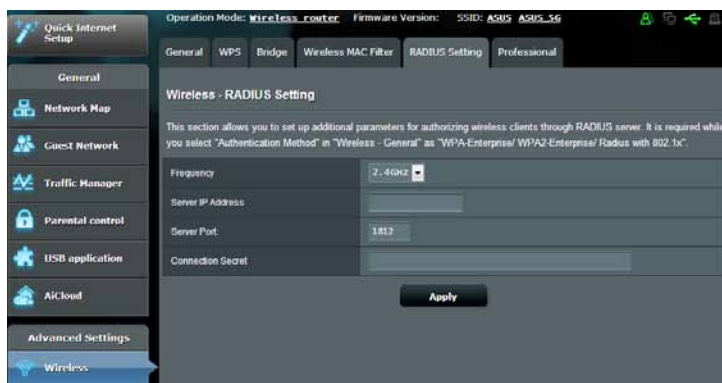 Quick Internet
Setup
Operation Mode: Wireless router Firmware Version: SSID: ASUS ASUS_5G
General WPS Bridge Wireless MAC Filter RADIUS Setting Professional
General
Network Map
Guest Network
Traffic Manager
Parental control
USB application
AiCloud
Advanced Settings
Wireless
Wireless - RADIUS Setting
This section allows you to set up additional parameters for authorizing wireless clients through RADIUS server. It is required while
you select "Authentication Method" in "Wireless - General" as "WPA-Enterprise/ WPA2-Enterprise/ Radius with 802.1x".
Frequency 2.4GHz
Server IP Address
Server Port: 1812
Connection Secret
Apply